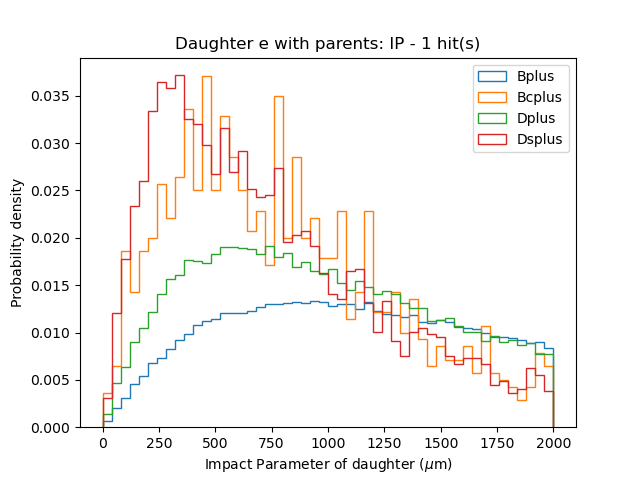 Daughter e with parents: IP - 1 hit(s)
Probability density
0.035
0.030
0.025
0.020
0.015
0.010
0.005
0.000
Bplus
Bcplus
Dplus
Dsplus
0 250 500 750 1000 1250 1500 1750 2000
Impact Parameter of daughter (μm)